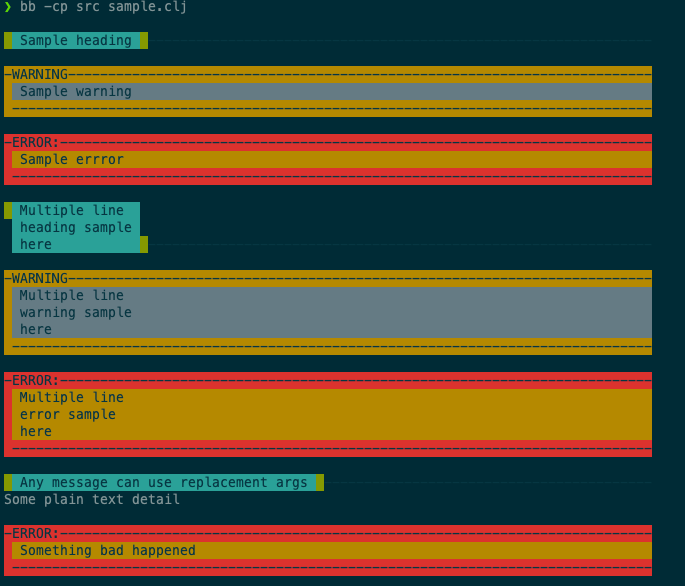 ❯ bb -cp src sample.clj
Sample heading
—WARNING—————————————————————————————————————————————————————————————————————————
Sample warning
————————————————————————————————————————————————————————————————————————————————
—ERROR:——————————————————————————————————————————————————————————————————————————
Sample errror
————————————————————————————————————————————————————————————————————————————————
Multiple line
heading sample
here
—WARNING—————————————————————————————————————————————————————————————————————————
Multiple line
warning sample
here
————————————————————————————————————————————————————————————————————————————————
—ERROR:——————————————————————————————————————————————————————————————————————————
Multiple line
error sample
here
————————————————————————————————————————————————————————————————————————————————
Any message can use replacement args
Some plain text detail
—ERROR:——————————————————————————————————————————————————————————————————————————
Something bad happened
————————————————————————————————————————————————————————————————————————————————